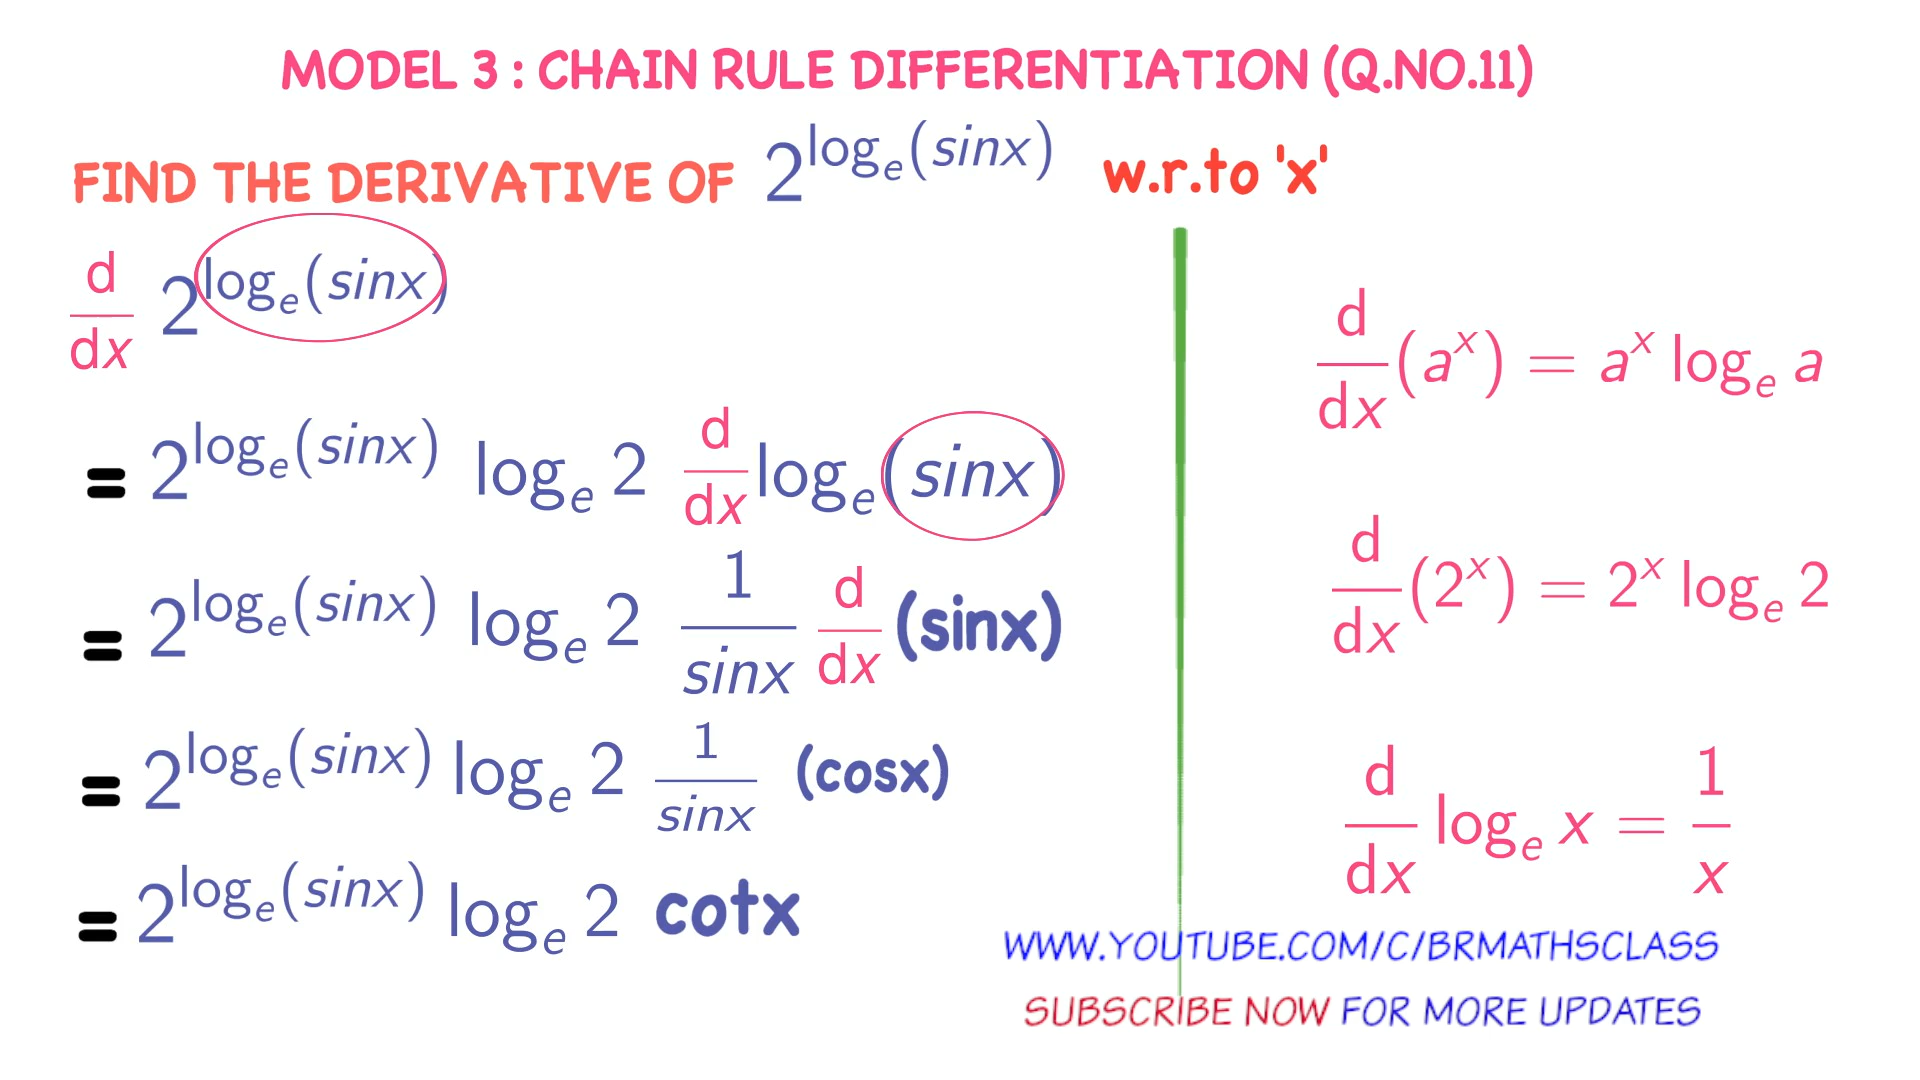 MODEL 3 : CHAIN RULE DIFFERENTIATION (Q.NO.11)
FIND THE DERIVATIVE OF 2^{log_e(sinx)} w.r.to 'x'
d/dx 2^{log_e(sinx)}
= 2^{log_e(sinx)} log_e 2 d/dx log_e(sinx)
= 2^{log_e(sinx)} log_e 2 1/sinx d/dx (sinx)
= 2^{log_e(sinx)} log_e 2 1/sinx (cosx)
= 2^{log_e(sinx)} log_e 2 cotx
d/dx (a^x) = a^x log_e a
d/dx (2^x) = 2^x log_e 2
d/dx log_e x = 1/x
WWW.YOUTUBE.COM/C/BRMATHSCLASS
SUBSCRIBE NOW FOR MORE UPDATES